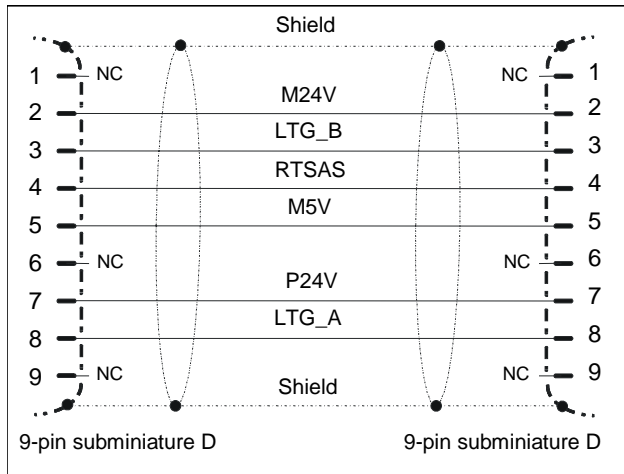 Shield
1 NC NC 1
M24V
2 2
LTG_B
3 3
RTSAS
4 4
M5V
5 5
6 NC NC 6
P24V
7 7
LTG_A
8 8
9 NC NC 9
Shield
9-pin subminiature D 9-pin subminiature D